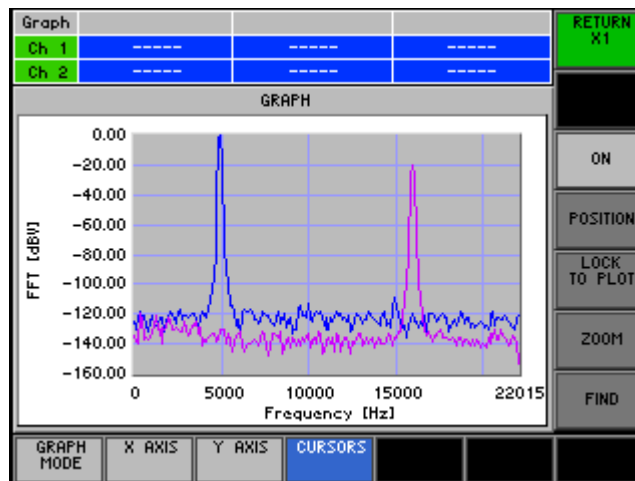 Graph
Ch 1 ----- ----- -----
Ch 2 ----- ----- -----
GRAPH
FFT [dBV]
0.00
-20.00
-40.00
-60.00
-80.00
-100.00
-120.00
-140.00
-160.00
0 5000 10000 15000 22015
Frequency [Hz]
RETURN
X1
ON
POSITION
LOCK
TO PLOT
ZOOM
FIND
GRAPH
MODE
X AXIS
Y AXIS
CURSORS